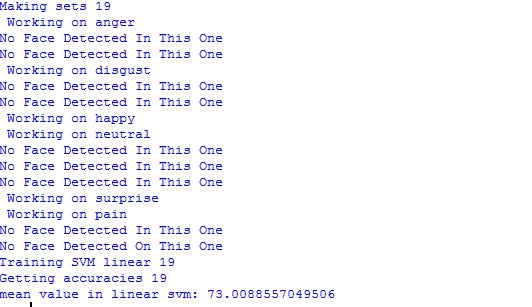 Making sets 19
Working on anger
No Face Detected In This One
No Face Detected In This One
Working on disgust
No Face Detected In This One
No Face Detected In This One
Working on happy
Working on neutral
No Face Detected In This One
No Face Detected In This One
No Face Detected In This One
Working on surprise
Working on pain
No Face Detected In This One
No Face Detected On This One
Training SVM linear 19
Getting accuracies 19
mean value in linear svm: 73.0088557049506